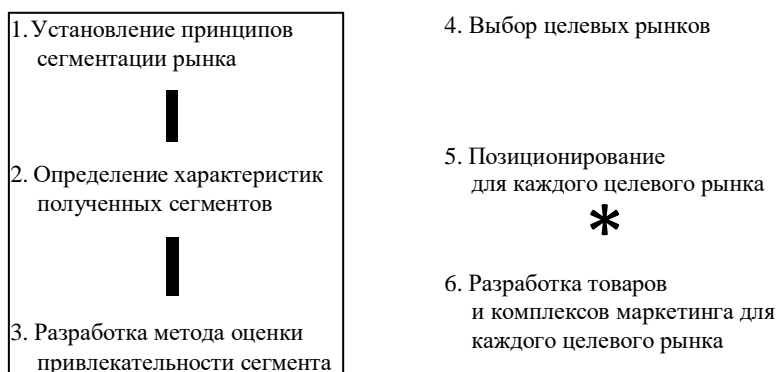 1. Установление принципов
сегментации рынка
2. Определение характеристик
полученных сегментов
3. Разработка метода оценки
привлекательности сегмента
4. Выбор целевых рынков
5. Позиционирование
для каждого целевого рынка
*
6. Разработка товаров
и комплексов маркетинга для
каждого целевого рынка